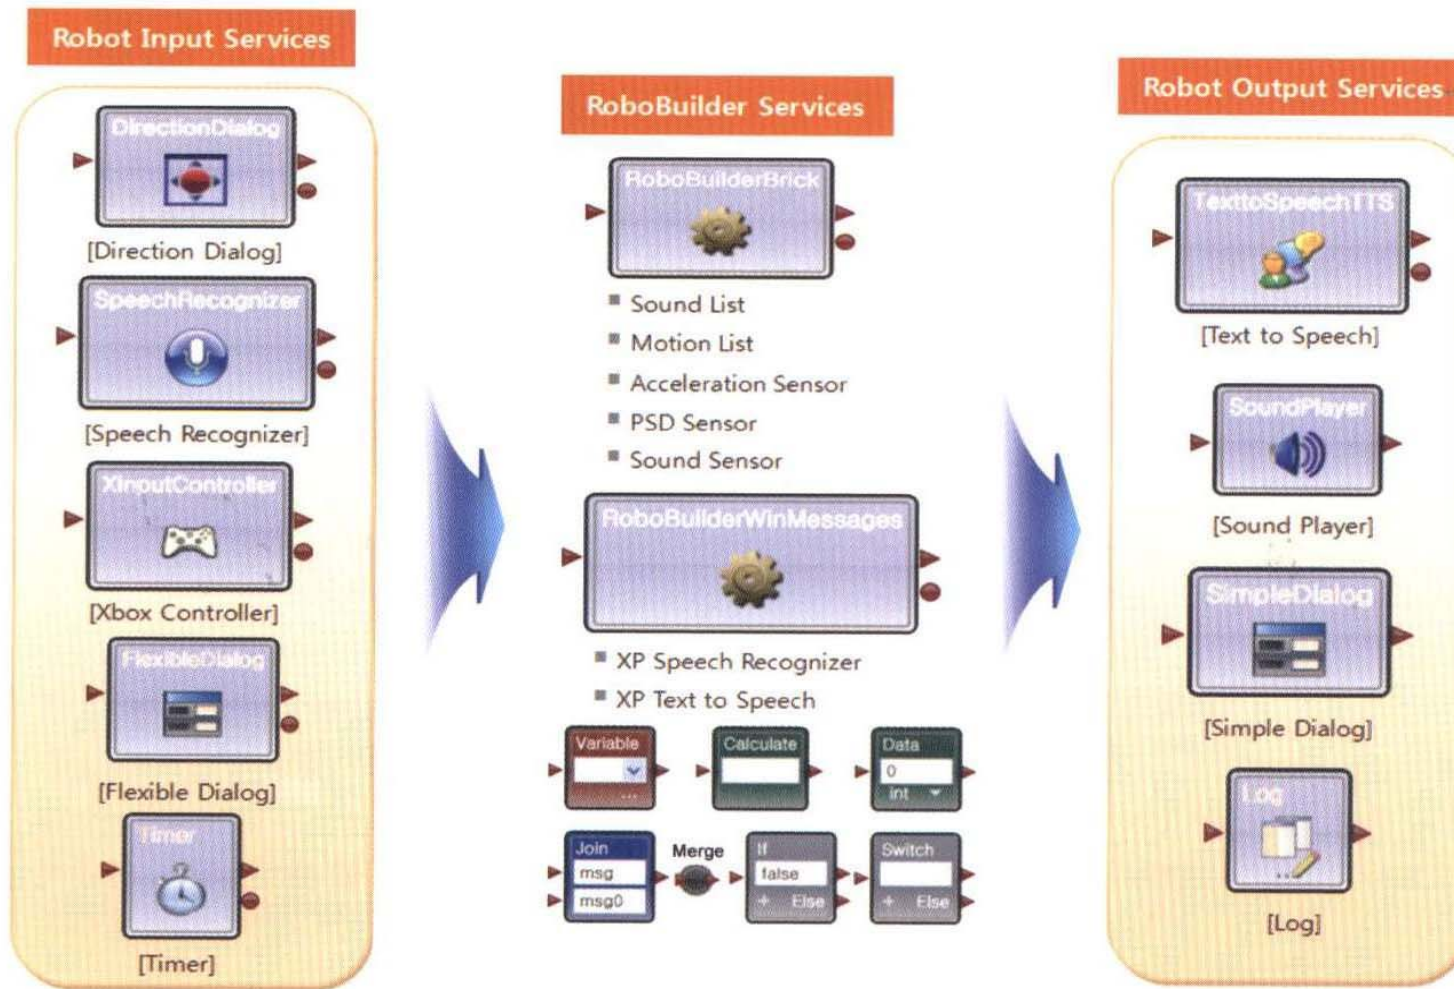 Robot Input Services
DirectionDialog
[Direction Dialog]
SpeechRecognizer
[Speech Recognizer]
XInputController
[Xbox Controller]
FlexibleDialog
[Flexible Dialog]
Timer
[Timer]
RoboBuilder Services
RoboBuilderBrick
Sound List
Motion List
Acceleration Sensor
PSD Sensor
Sound Sensor
RoboBuilderWinMessages
XP Speech Recognizer
XP Text to Speech
Variable
...
Calculate
Data
0
int
Join
msg
msg0
Merge
If
false
+ Else
Switch
+ Else
Robot Output Services
TexttoSpeechTTS
[Text to Speech]
SoundPlayer
[Sound Player]
SimpleDialog
[Simple Dialog]
Log
[Log]